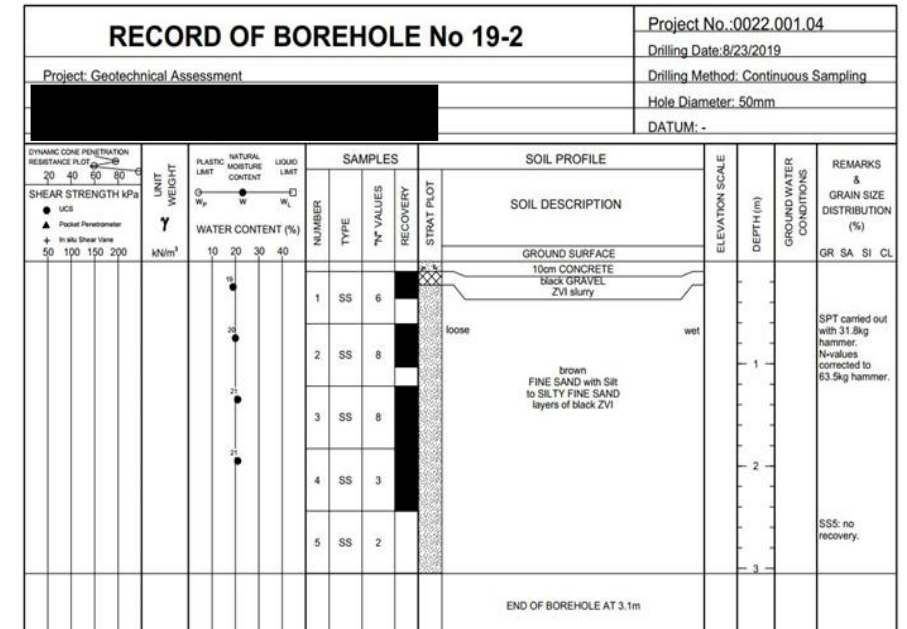 RECORD OF BOREHOLE No 19-2
Project No.:0022.001.04
Drilling Date:8/23/2019
Project: Geotechnical Assessment
Drilling Method: Continuous Sampling
Hole Diameter: 50mm
DATUM: -
DYNAMIC CONE PENETRATION
RESISTANCE PLOT
20 40 60 80
SHEAR STRENGTH kPa
UCS
Pocket Penetrometer
In situ Shear Vane
50 100 150 200
UNIT
WEIGHT
γ
kN/m³
PLASTIC
LIMIT
NATURAL
MOISTURE
CONTENT
LIQUID
LIMIT
WP W WL
WATER CONTENT (%)
10 20 30 40
SAMPLES
NUMBER
TYPE
"N" VALUES
RECOVERY
SOIL PROFILE
STRAT PLOT
SOIL DESCRIPTION
GROUND SURFACE
ELEVATION SCALE
DEPTH (m)
GROUND WATER
CONDITIONS
REMARKS
&
GRAIN SIZE
DISTRIBUTION
(%)
GR SA SI CL
10cm CONCRETE
black GRAVEL
ZVI slurry
19
1 SS 6
loose wet
SPT carried out
with 31.8kg
hammer.
N-values
corrected to
63.5kg hammer.
20
2 SS 8
1
brown
FINE SAND with Silt
to SILTY FINE SAND
layers of black ZVI
21
3 SS 8
21
2
4 SS 3
SS5: no
recovery.
5 SS 2
3
END OF BOREHOLE AT 3.1m